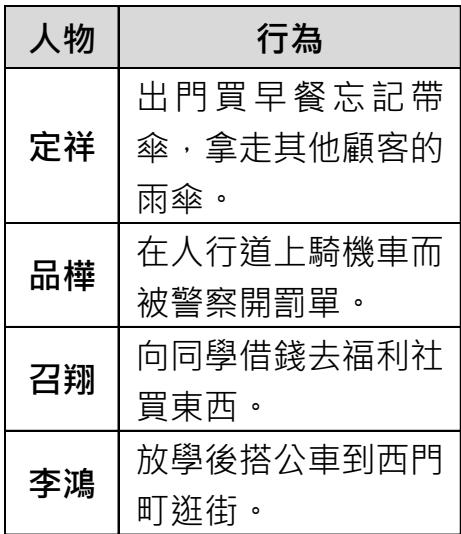 人物 行為
定祥
出門買早餐忘記帶
傘，拿走其他顧客的
雨傘。
品樺
在人行道上騎機車而
被警察開罰單。
召翔
向同學借錢去福利社
買東西。
李鴻
放學後搭公車到西門
町逛街。